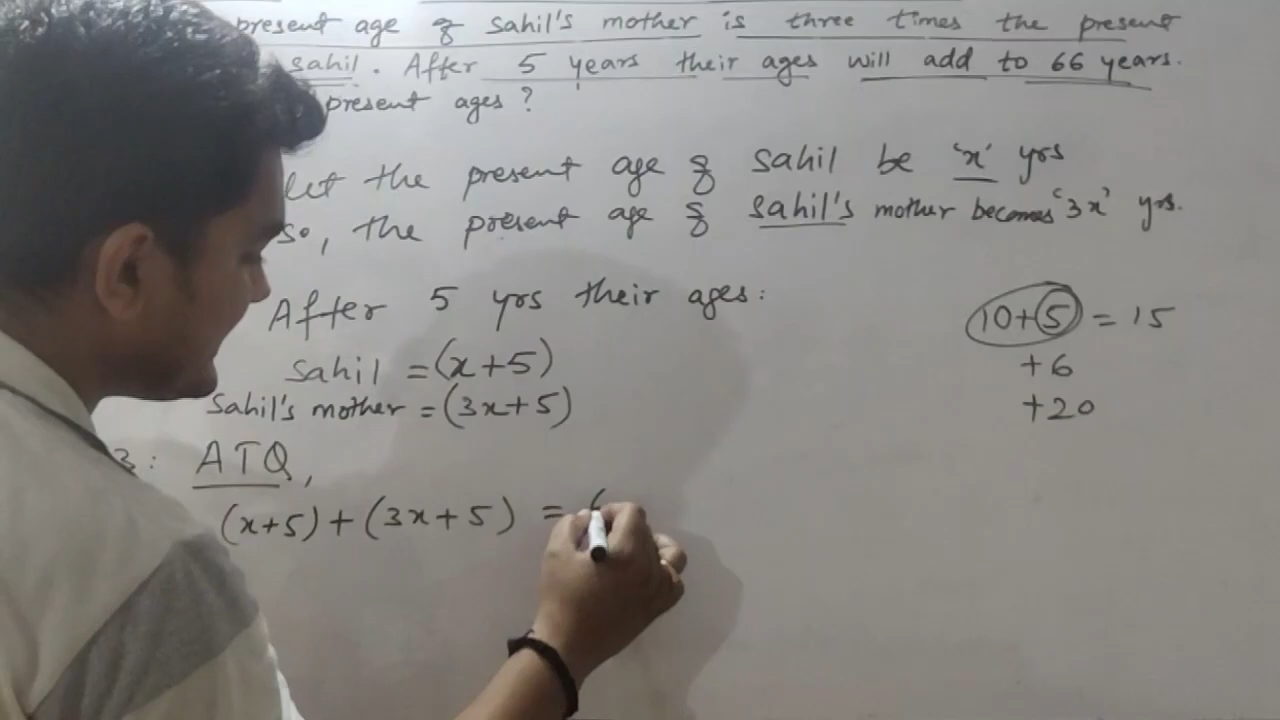 present age of Sahil's mother is three times the present
sahil. After 5 years their ages will add to 66 years.
present ages?
let the present age of Sahil be 'x' yrs
so, the present age of Sahil's mother becomes '3x' yrs.
After 5 yrs their ages:
Sahil = (x+5)
Sahil's mother = (3x+5)
3: ATQ,
(x+5)+(3x+5) = 6
10+5 = 15
+6
+20